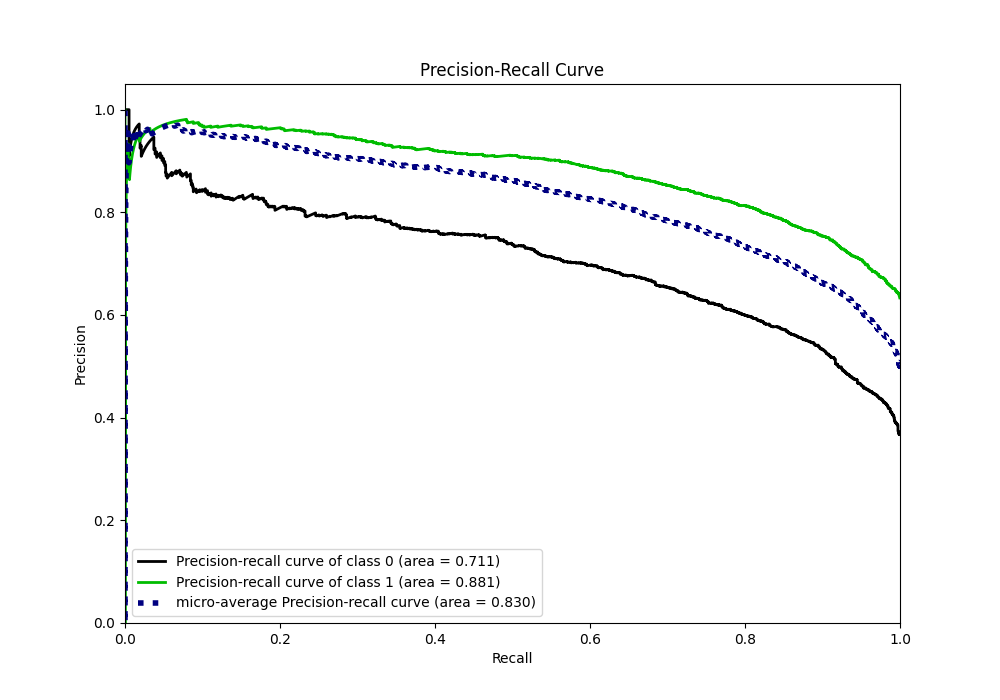 Precision-Recall Curve
1.0
0.8
0.6
0.4
0.2
0.0
Precision
Precision-recall curve of class 0 (area = 0.711)
Precision-recall curve of class 1 (area = 0.881)
micro-average Precision-recall curve (area = 0.830)
0.0 0.2 0.4 0.6 0.8 1.0
Recall